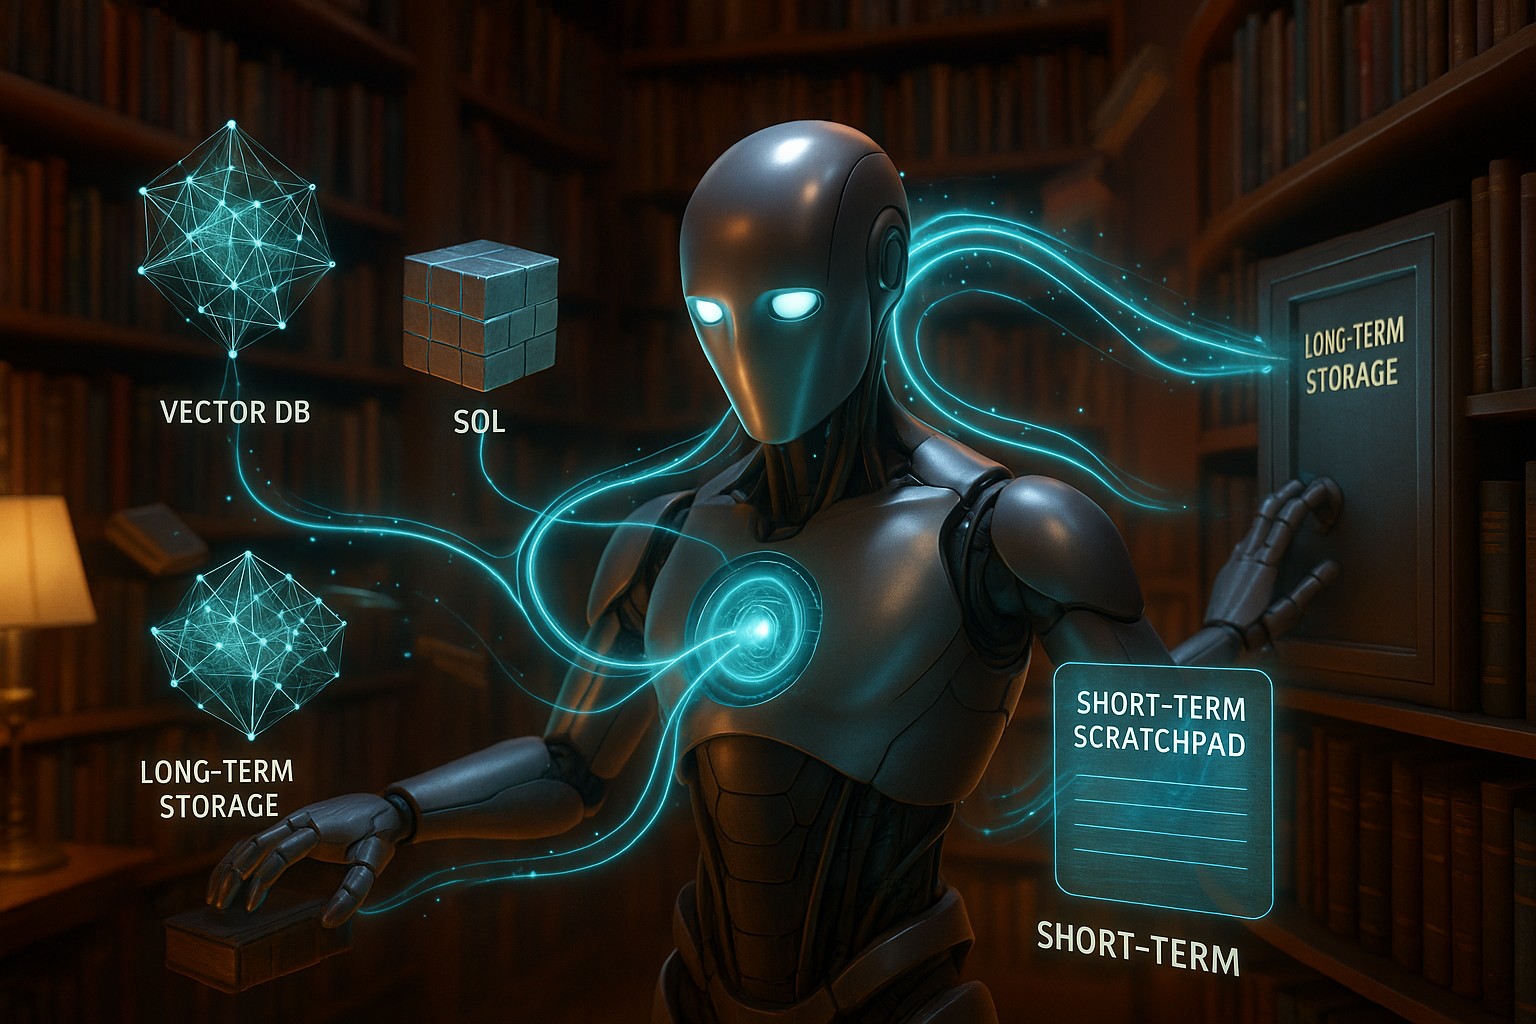 VECTOR DB
SOL
LONG-TERM
STORAGE
LONG-TERM
STORAGE
SHORT-TERM
SCRATCHPAD
SHORT-TERM